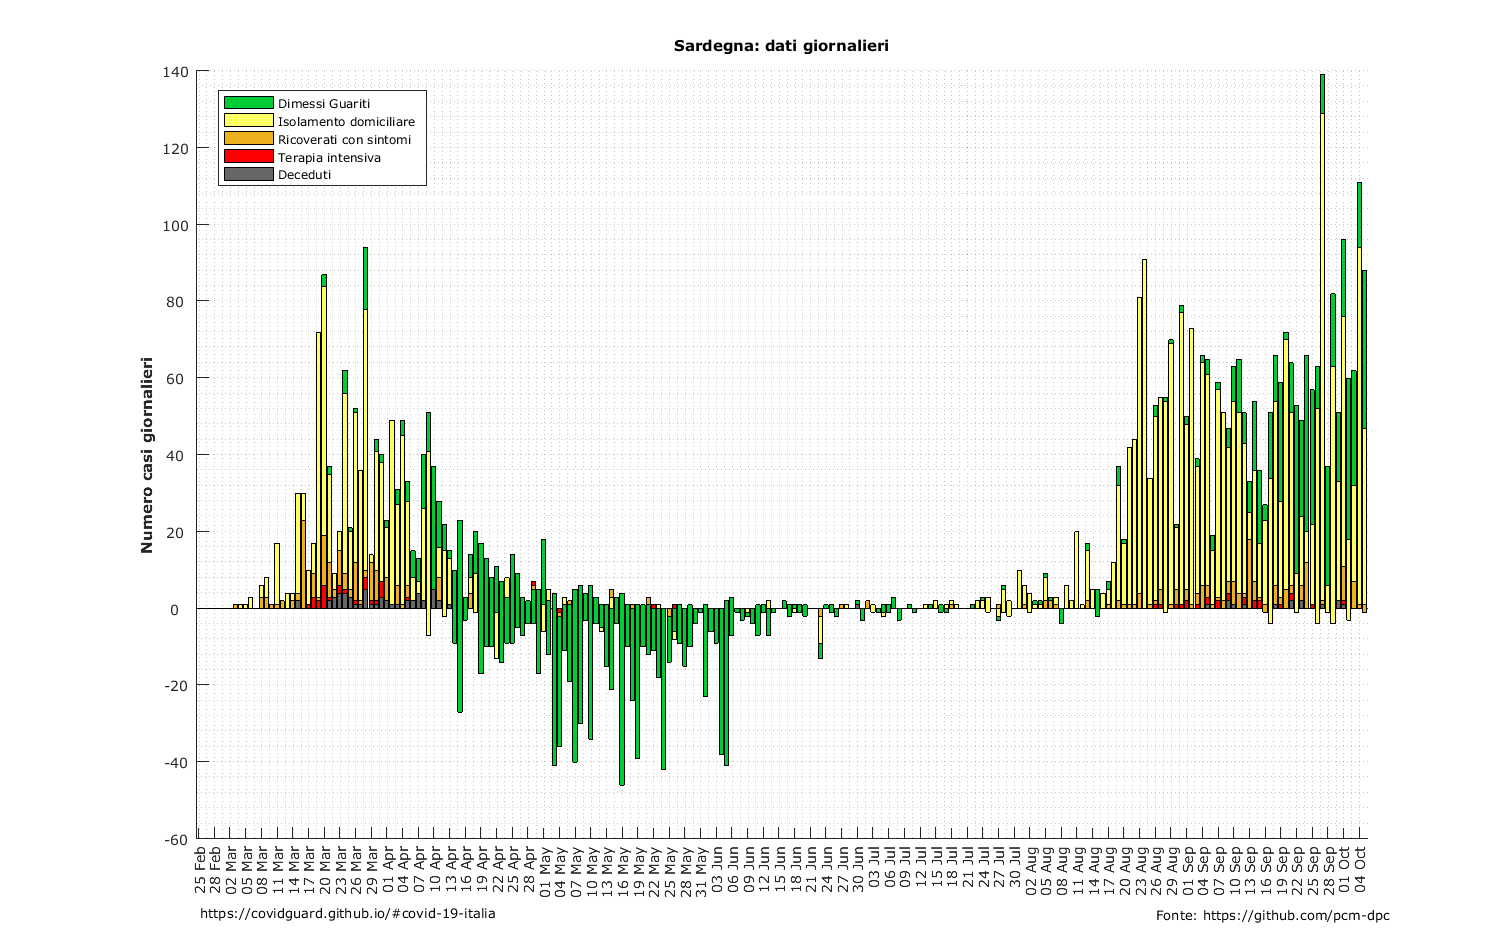 Sardegna: dati giornalieri
140
120
100
80
60
40
20
0
-20
-40
-60
Numero casi giornalieri
Dimessi Guariti
Isolamento domiciliare
Ricoverati con sintomi
Terapia intensiva
Deceduti
25 Feb
28 Feb
02 Mar
05 Mar
08 Mar
11 Mar
14 Mar
17 Mar
20 Mar
23 Mar
26 Mar
29 Mar
01 Apr
04 Apr
07 Apr
10 Apr
13 Apr
16 Apr
19 Apr
22 Apr
25 Apr
28 Apr
01 May
04 May
07 May
10 May
13 May
16 May
19 May
22 May
25 May
28 May
31 May
03 Jun
06 Jun
09 Jun
12 Jun
15 Jun
18 Jun
21 Jun
24 Jun
27 Jun
30 Jun
03 Jul
06 Jul
09 Jul
12 Jul
15 Jul
18 Jul
21 Jul
24 Jul
27 Jul
30 Jul
02 Aug
05 Aug
08 Aug
11 Aug
14 Aug
17 Aug
20 Aug
23 Aug
26 Aug
29 Aug
01 Sep
04 Sep
07 Sep
10 Sep
13 Sep
16 Sep
19 Sep
22 Sep
25 Sep
28 Sep
01 Oct
04 Oct
https://covidguard.github.io/#covid-19-italia
Fonte: https://github.com/pcm-dpc